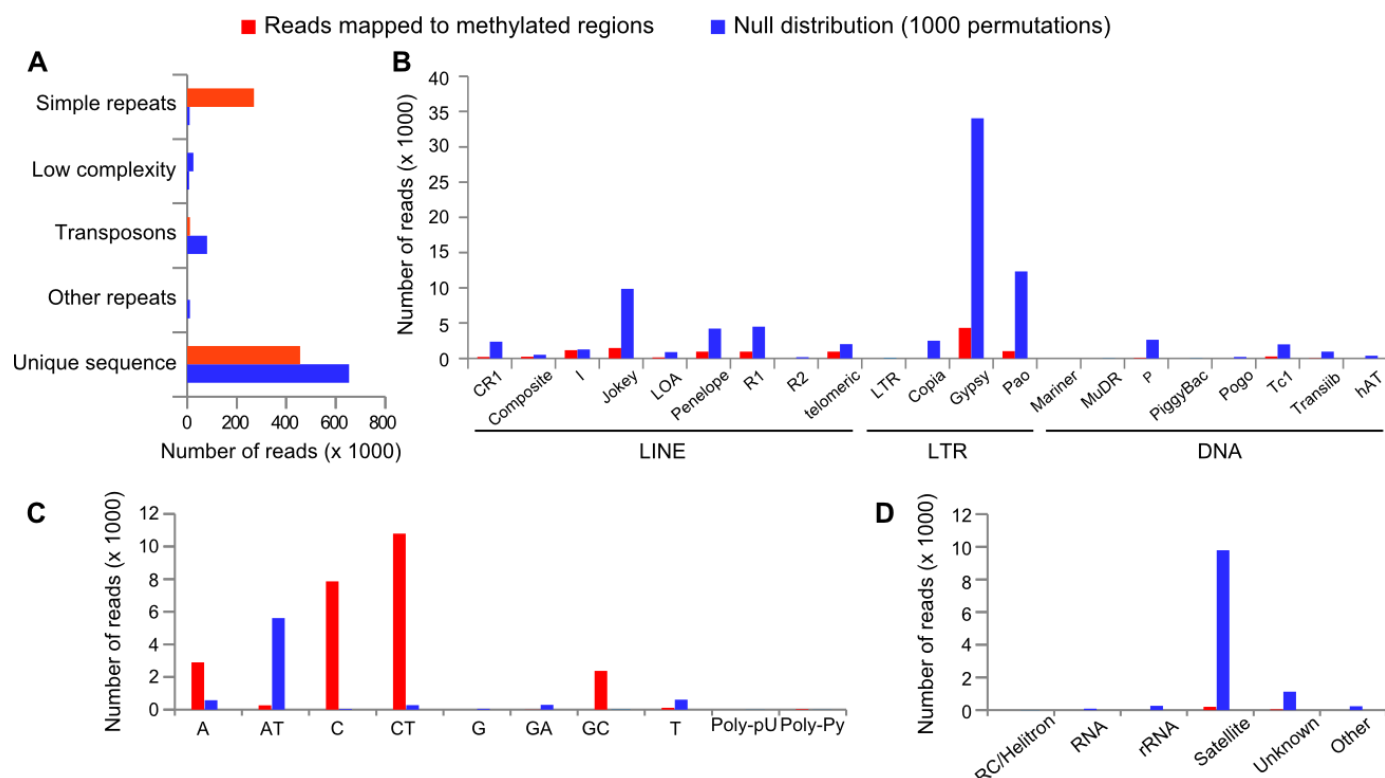 Reads mapped to methylated regions Null distribution (1000 permutations)
A
Simple repeats
Low complexity
Transposons
Other repeats
Unique sequence
0 200 400 600 800
Number of reads (x 1000)
B
Number of reads (x 1000)
40
35
30
25
20
15
10
5
0
CR1 Composite I Jokey LOA Penelope R1 R2 telomeric LTR Copia Gypsy Pao Mariner MuDR P PiggyBac Pogo Tc1 Transiib hAT
LINE LTR DNA
C
Number of reads (x 1000)
12
10
8
6
4
2
0
A AT C CT G GA GC T Poly-pU Poly-Py
D
Number of reads (x 1000)
12
10
8
6
4
2
0
RC/Helitron RNA rRNA Satellite Unknown Other